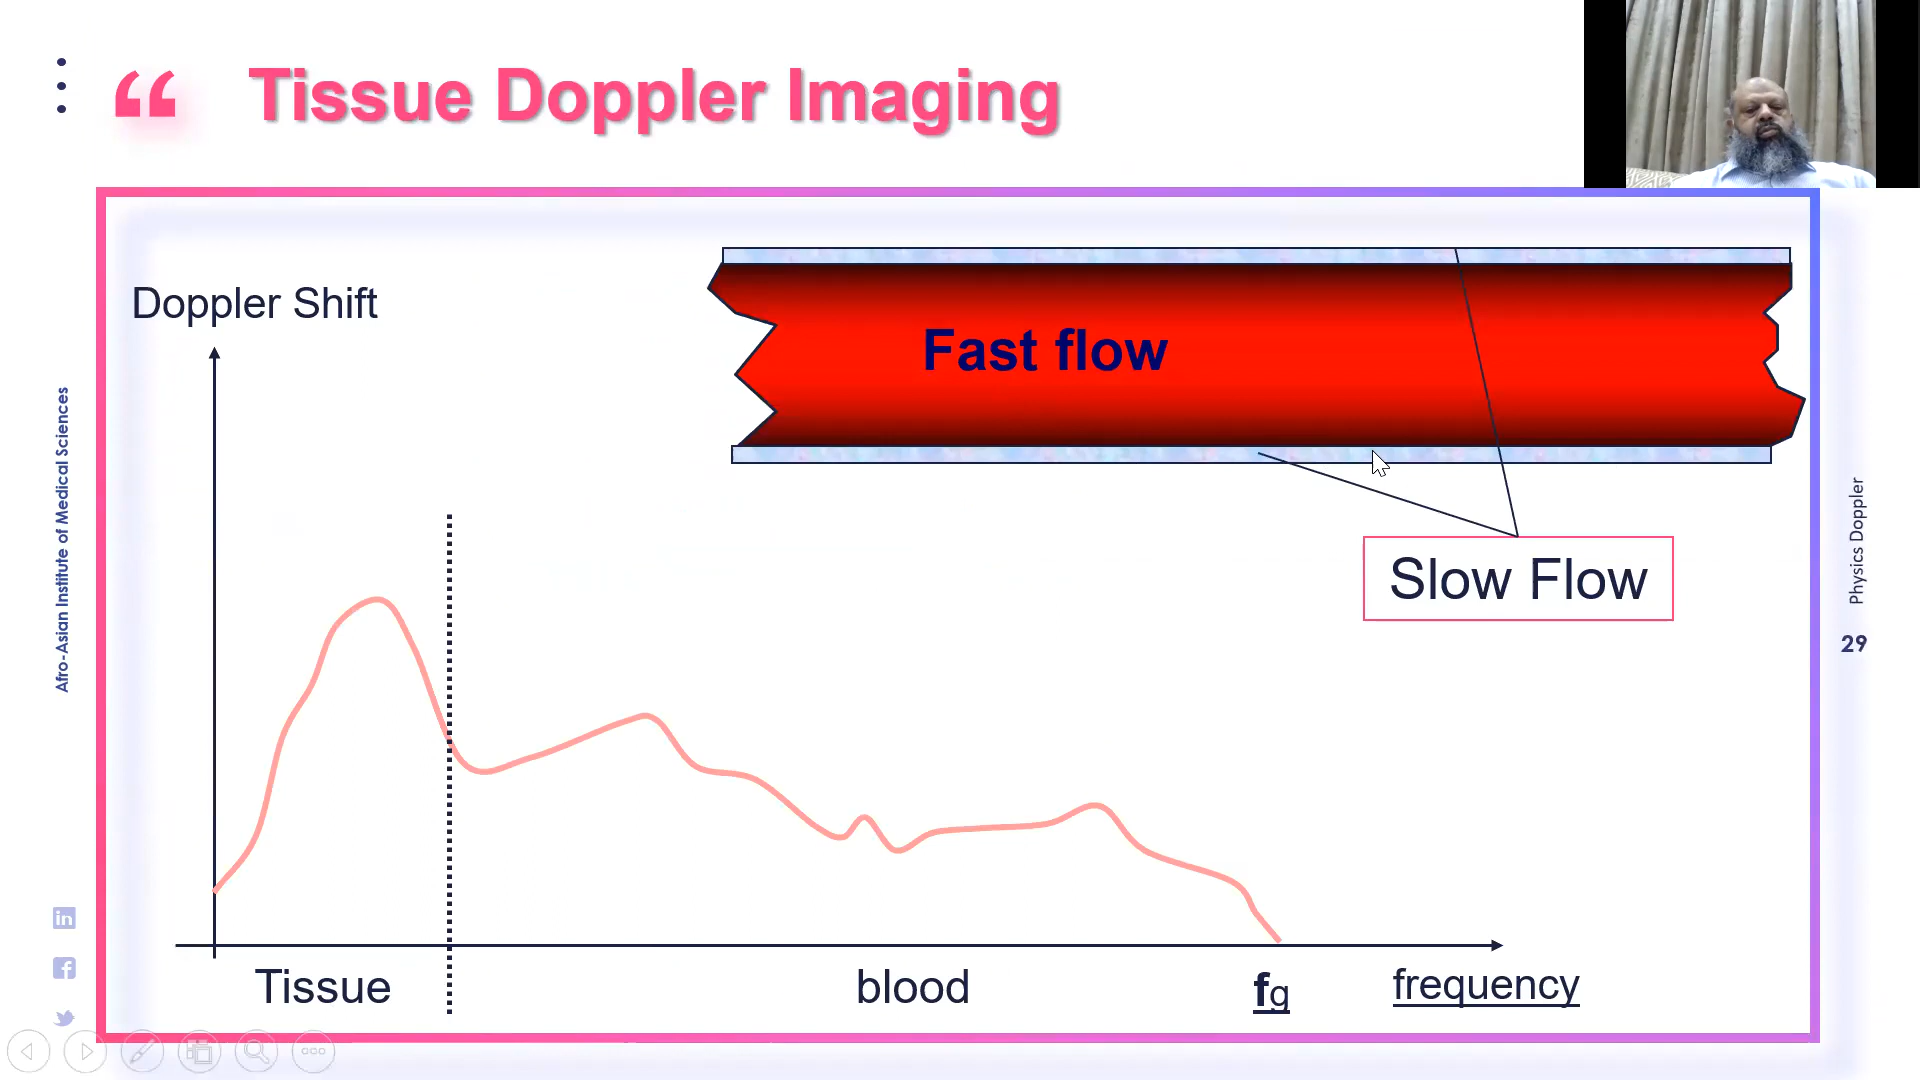 “ Tissue Doppler Imaging
Doppler Shift
Fast flow
Slow Flow
Tissue
blood
fg
frequency
Afro-Asian Institute of Medical Sciences
Physics Doppler
29
in
f